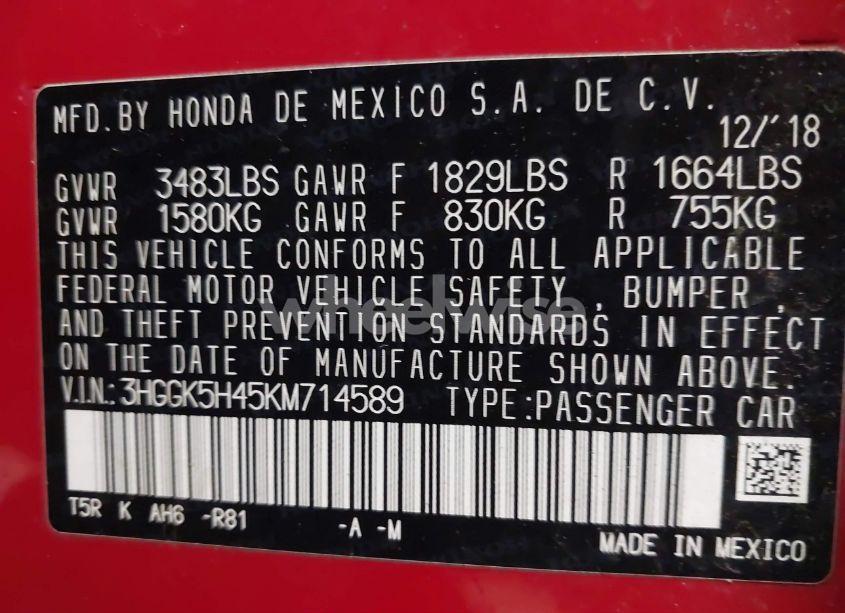 MFD. BY HONDA DE MEXICO S.A. DE C.V.
12/'18
GVWR 3483LBS GAWR F 1829LBS R 1664LBS
GVWR 1580KG GAWR F 830KG R 755KG
THIS VEHICLE CONFORMS TO ALL APPLICABLE
FEDERAL MOTOR VEHICLE SAFETY , BUMPER ,
AND THEFT PREVENTION STANDARDS IN EFFECT
ON THE DATE OF MANUFACTURE SHOWN ABOVE.
V.I.N.: 3HGGK5H45KM714589 TYPE:PASSENGER CAR
T5R K AH6 -R81 -A -M
MADE IN MEXICO
wheelwise